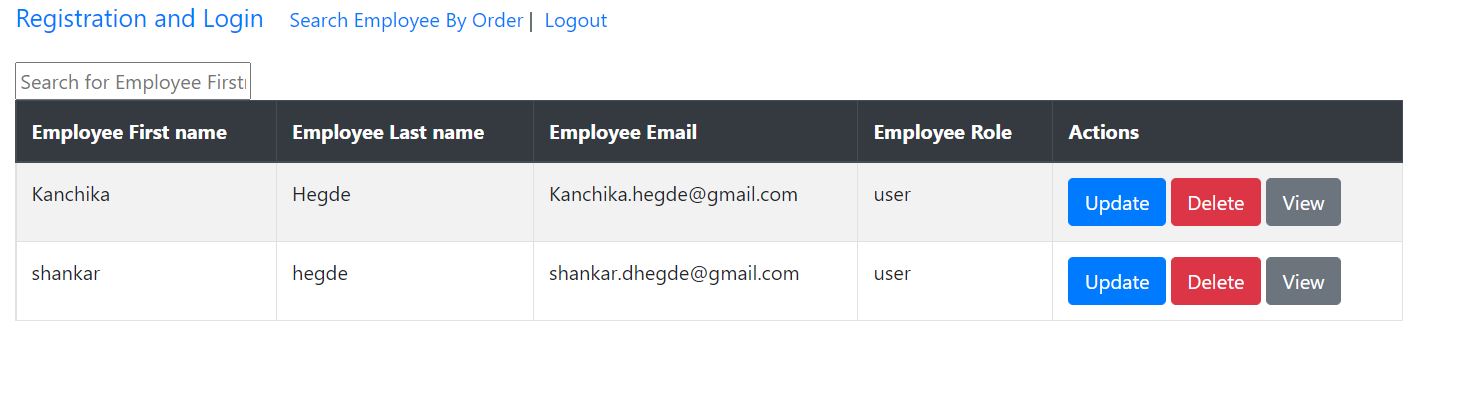 Registration and Login Search Employee By Order | Logout
Search for Employee First
Employee First name Employee Last name Employee Email Employee Role Actions
Kanchika Hegde Kanchika.hegde@gmail.com user Update Delete View
shankar hegde shankar.dhegde@gmail.com user Update Delete View